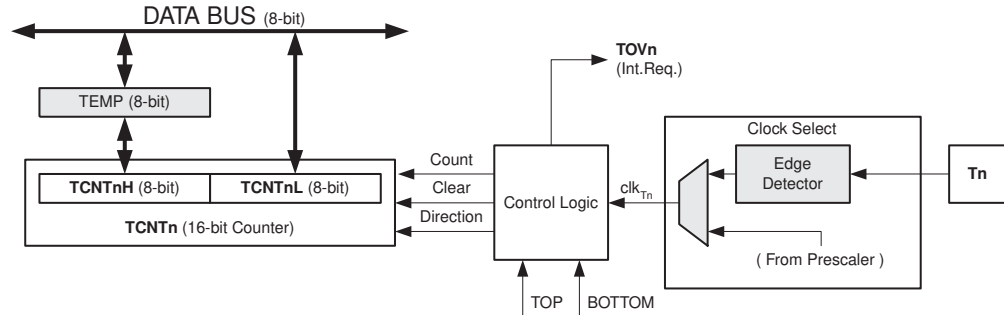 DATA BUS (8-bit)
TOVn
(Int.Req.)
TEMP (8-bit)
Clock Select
Count
Edge
Detector
Tn
TCNTnH (8-bit)
TCNTnL (8-bit)
Clear
Control Logic
clkTn
TCNTn (16-bit Counter)
Direction
( From Prescaler )
TOP
BOTTOM